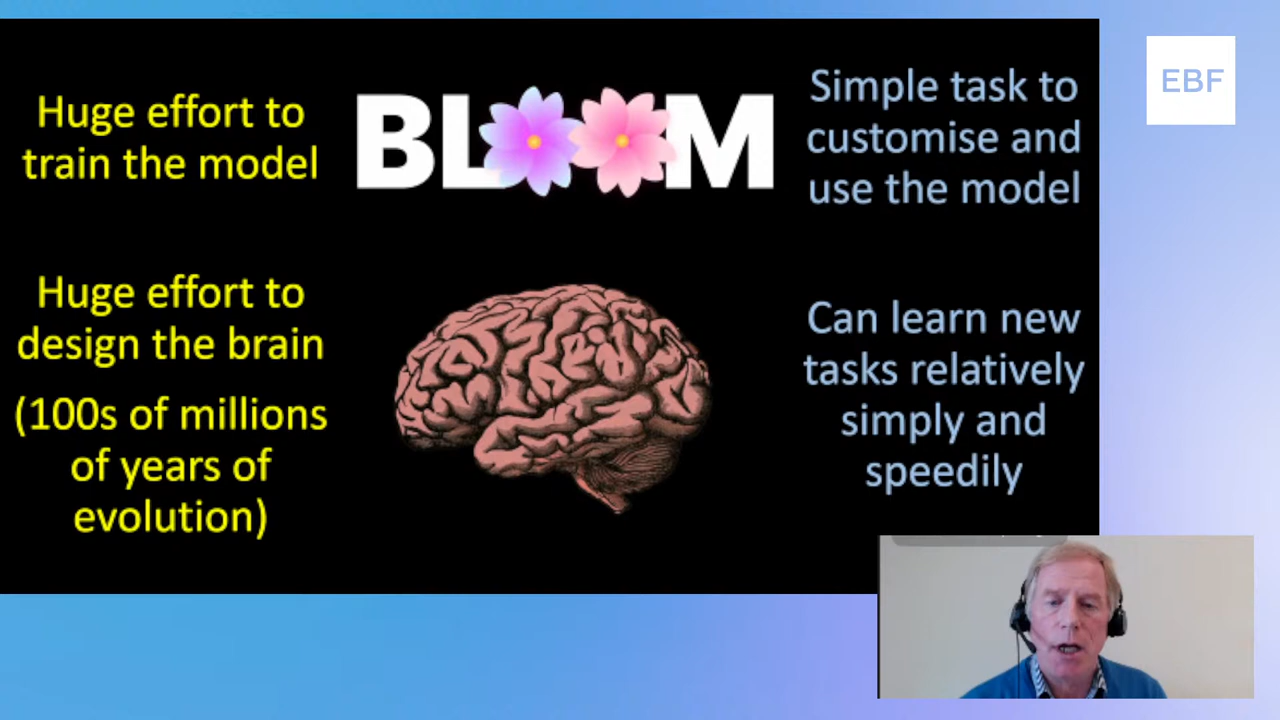 Huge effort to
train the model
BLOOM
Simple task to
customise and
use the model
EBF
Huge effort to
design the brain
(100s of millions
of years of
evolution)
Can learn new
tasks relatively
simply and
speedily